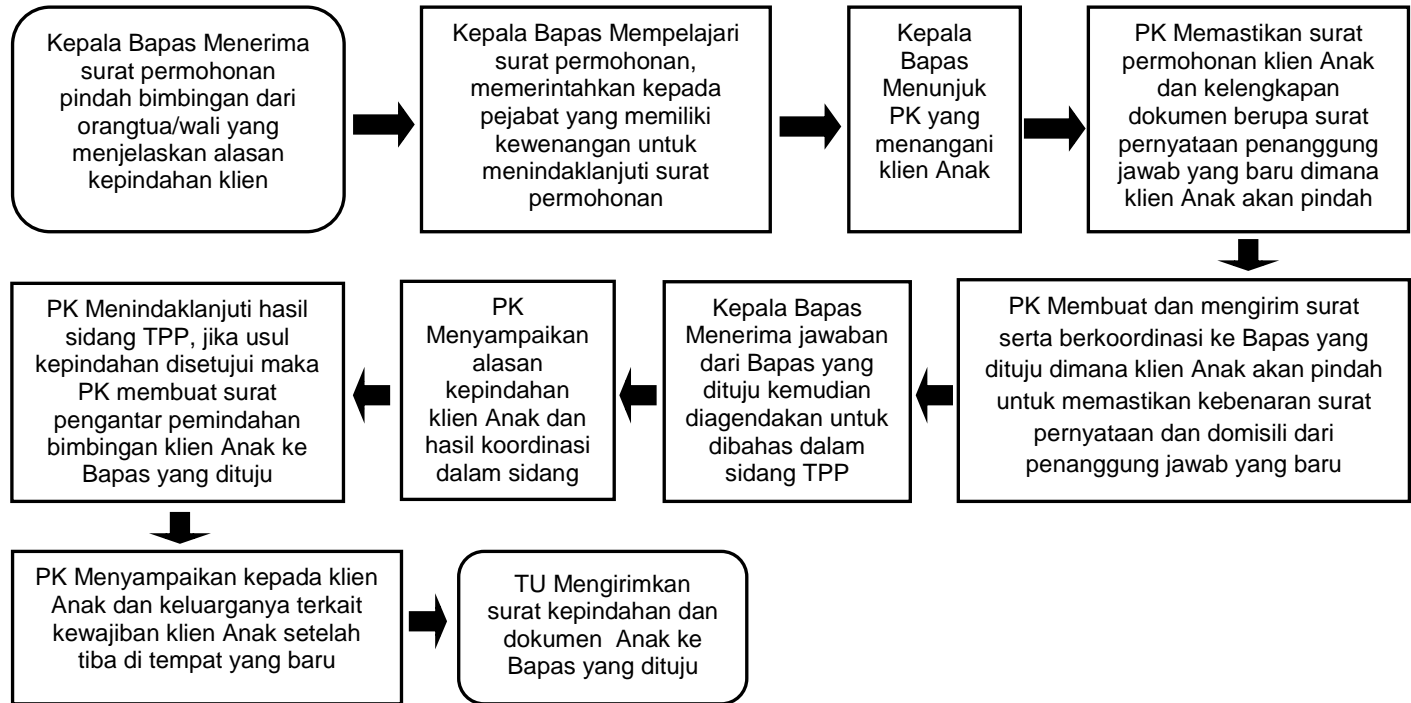 Kepala Bapas Menerima
surat permohonan
pindah bimbingan dari
orangtua/wali yang
menjelaskan alasan
kepindahan klien
Kepala Bapas Mempelajari
surat permohonan,
memerintahkan kepada
pejabat yang memiliki
kewenangan untuk
menindaklanjuti surat
permohonan
Kepala
Bapas
Menunjuk
PK yang
menangani
klien Anak
PK Memastikan surat
permohonan klien Anak
dan kelengkapan
dokumen berupa surat
pernyataan penanggung
jawab yang baru dimana
klien Anak akan pindah
PK Membuat dan mengirim surat
serta berkoordinasi ke Bapas yang
dituju dimana klien Anak akan pindah
untuk memastikan kebenaran surat
pernyataan dan domisili dari
penanggung jawab yang baru
Kepala Bapas
Menerima jawaban
dari Bapas yang
dituju kemudian
diagendakan untuk
dibahas dalam
sidang TPP
PK
Menyampaikan
alasan
kepindahan
klien Anak dan
hasil koordinasi
dalam sidang
PK Menindaklanjuti hasil
sidang TPP, jika usul
kepindahan disetujui maka
PK membuat surat
pengantar pemindahan
bimbingan klien Anak ke
Bapas yang dituju
PK Menyampaikan kepada klien
Anak dan keluarganya terkait
kewajiban klien Anak setelah
tiba di tempat yang baru
TU Mengirimkan
surat kepindahan dan
dokumen Anak ke
Bapas yang dituju